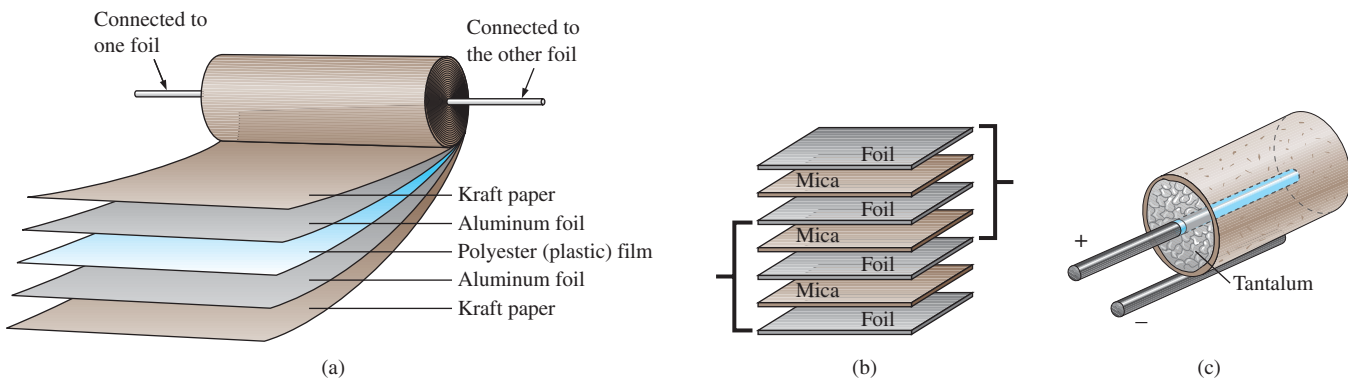 Connected to
one foil
Connected to
the other foil
Kraft paper
Aluminum foil
Polyester (plastic) film
Aluminum foil
Kraft paper
(a)
Foil
Mica
Foil
Mica
Foil
Mica
Foil
(b)
+
Tantalum
–
(c)